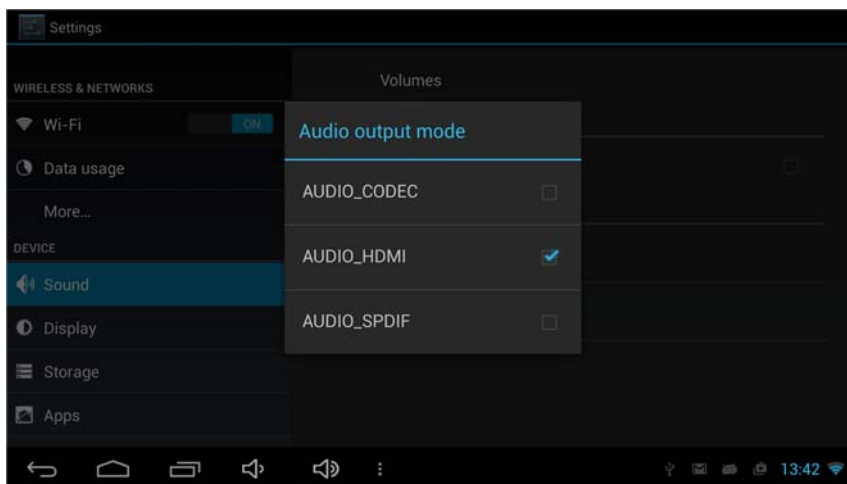 Settings
WIRELESS & NETWORKS
Wi-Fi
ON
Data usage
More...
DEVICE
Sound
Display
Storage
Apps
Volumes
Audio output mode
AUDIO_CODEC
AUDIO_HDMI
AUDIO_SPDIF
13:42